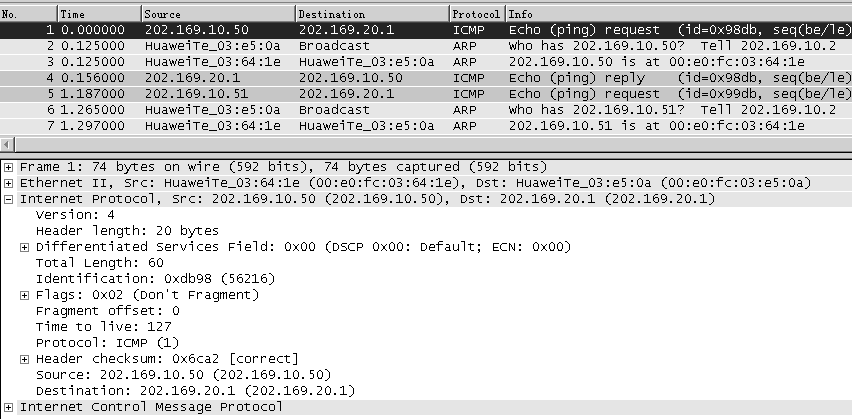 No. Time Source Destination Protocol Info
1 0.000000 202.169.10.50 202.169.20.1 ICMP Echo (ping) request (id=0x98db, seq(be/le)
2 0.125000 HuaweiTe_03:e5:0a Broadcast ARP Who has 202.169.10.50? Tell 202.169.10.2
3 0.125000 HuaweiTe_03:64:1e HuaweiTe_03:e5:0a ARP 202.169.10.50 is at 00:e0:fc:03:64:1e
4 0.156000 202.169.20.1 202.169.10.50 ICMP Echo (ping) reply (id=0x98db, seq(be/le)
5 1.187000 202.169.10.51 202.169.20.1 ICMP Echo (ping) request (id=0x99db, seq(be/le)
6 1.265000 HuaweiTe_03:e5:0a Broadcast ARP Who has 202.169.10.51? Tell 202.169.10.2
7 1.297000 HuaweiTe_03:64:1e HuaweiTe_03:e5:0a ARP 202.169.10.51 is at 00:e0:fc:03:64:1e
Frame 1: 74 bytes on wire (592 bits), 74 bytes captured (592 bits)
Ethernet II, Src: HuaweiTe_03:64:1e (00:e0:fc:03:64:1e), Dst: HuaweiTe_03:e5:0a (00:e0:fc:03:e5:0a)
Internet Protocol, Src: 202.169.10.50 (202.169.10.50), Dst: 202.169.20.1 (202.169.20.1)
Version: 4
Header length: 20 bytes
Differentiated Services Field: 0x00 (DSCP 0x00: Default; ECN: 0x00)
Total Length: 60
Identification: 0xdb98 (56216)
Flags: 0x02 (Don't Fragment)
Fragment offset: 0
Time to live: 127
Protocol: ICMP (1)
Header checksum: 0x6ca2 [correct]
Source: 202.169.10.50 (202.169.10.50)
Destination: 202.169.20.1 (202.169.20.1)
Internet Control Message Protocol